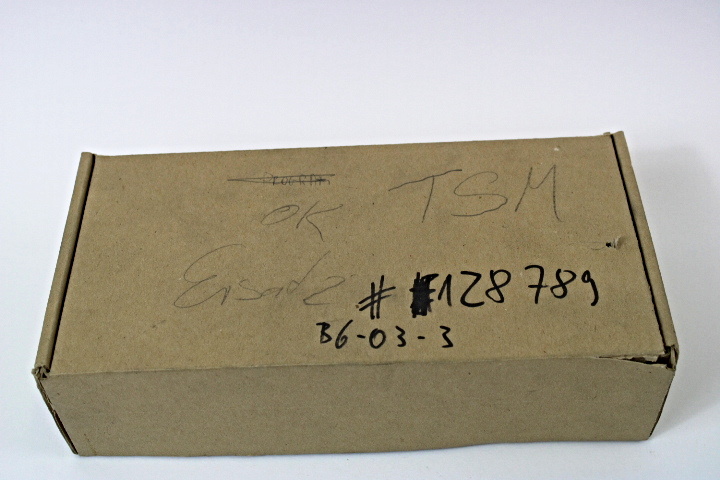 OK TSM
Ersatz # #128789
B6-03-3